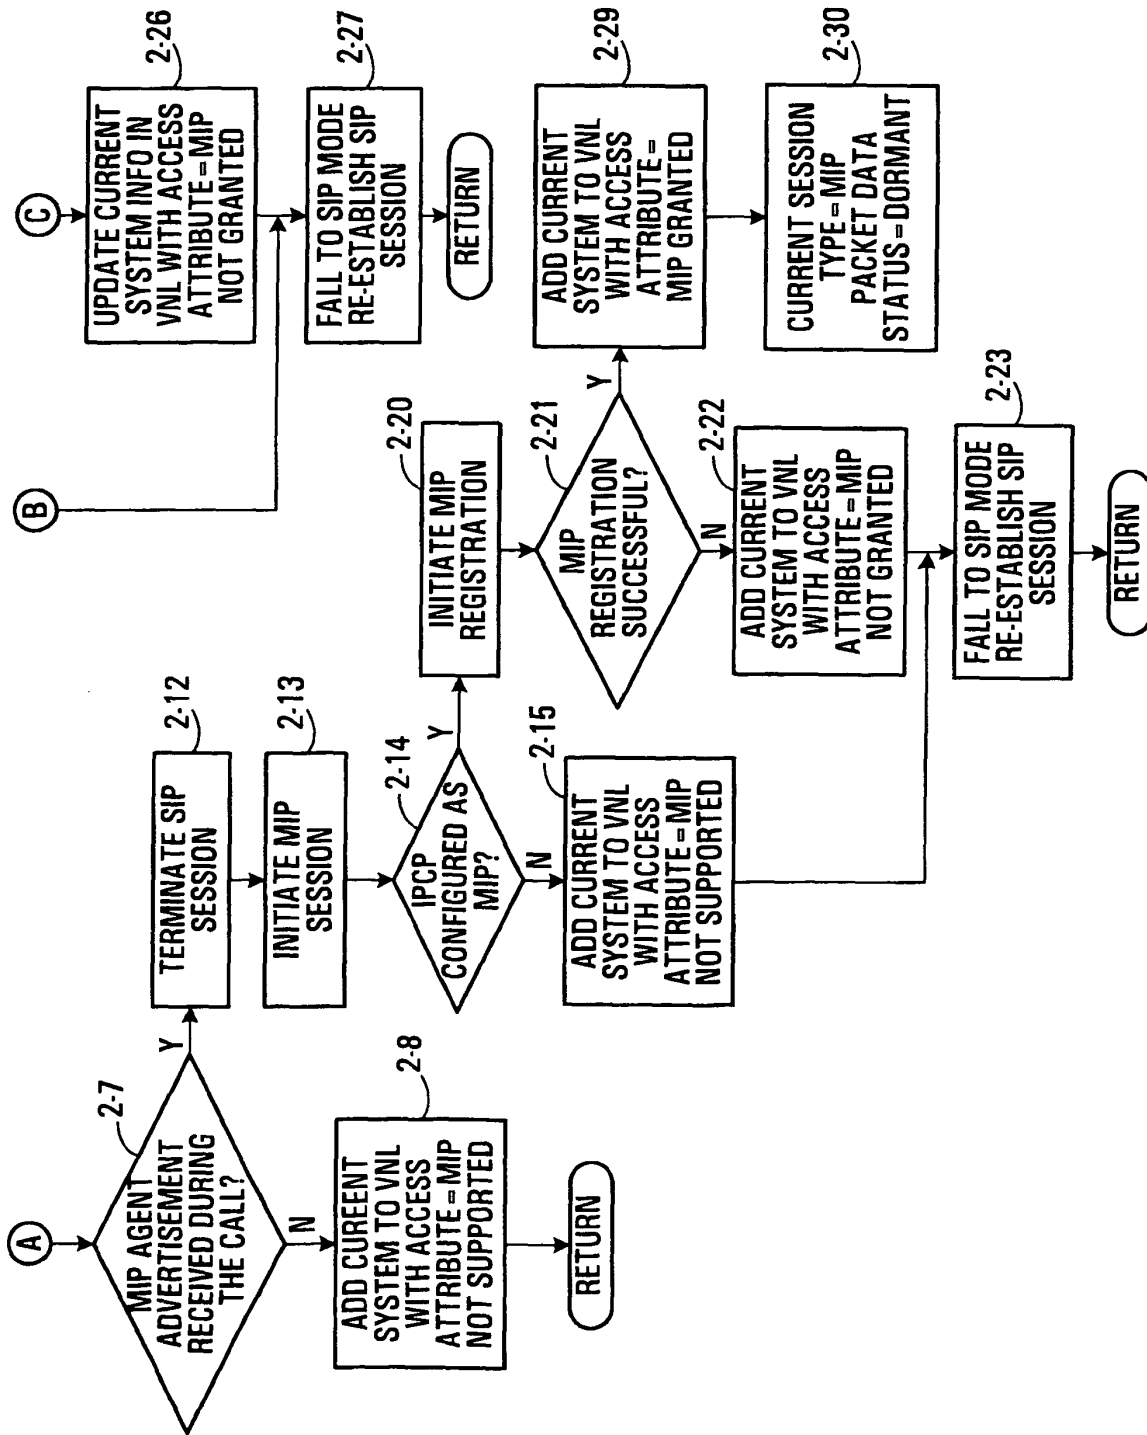 A
MIP AGENT
ADVERTISEMENT
RECEIVED DURING
THE CALL?
2-7
Y
N
ADD CUREENT
SYSTEM TO VNL
WITH ACCESS
ATTRIBUTE=MIP
NOT SUPPORTED
2-8
RETURN
TERMINATE SIP
SESSION
2-12
INITIATE MIP
SESSION
2-13
IPCP
CONFIGURED AS
MIP?
2-14
Y
N
ADD CURRENT
SYSTEM TO VNL
WITH ACCESS
ATTRIBUTE=MIP
NOT SUPPORTED
2-15
INITIATE MIP
REGISTRATION
2-20
MIP
REGISTRATION
SUCCESSFUL?
2-21
Y
N
ADD CURRENT
SYSTEM TO VNL
WITH ACCESS
ATTRIBUTE=MIP
NOT GRANTED
2-22
FALL TO SIP MODE
RE-ESTABLISH SIP
SESSION
2-23
RETURN
B
C
UPDATE CURRENT
SYSTEM INFO IN
VNL WITH ACCESS
ATTRIBUTE=MIP
NOT GRANTED
2-26
FALL TO SIP MODE
RE-ESTABLISH SIP
SESSION
2-27
RETURN
ADD CURRENT
SYSTEM TO VNL
WITH ACCESS
ATTRIBUTE=
MIP GRANTED
2-29
CURRENT SESSION
TYPE=MIP
PACKET DATA
STATUS=DORMANT
2-30